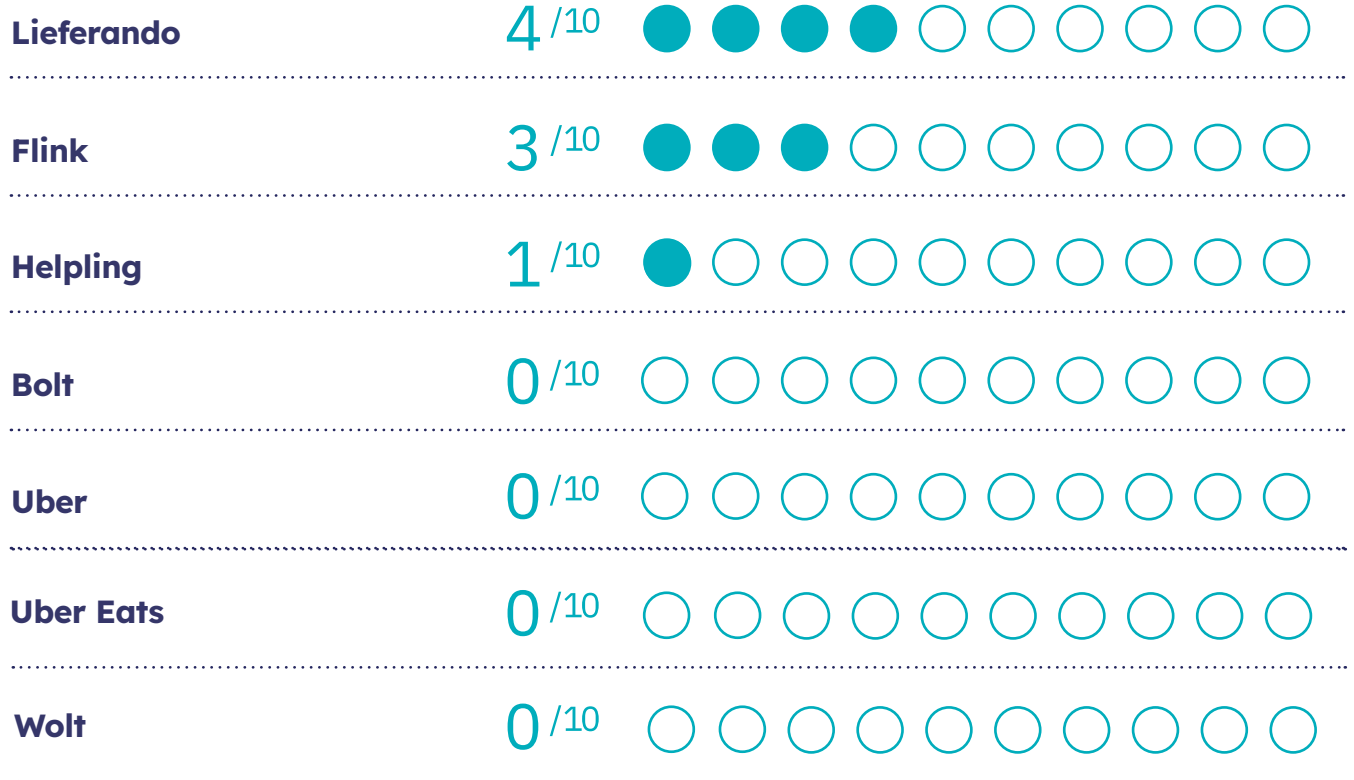 Lieferando 4 /10
Flink 3 /10
Helpling 1 /10
Bolt 0 /10
Uber 0 /10
Uber Eats 0 /10
Wolt 0 /10